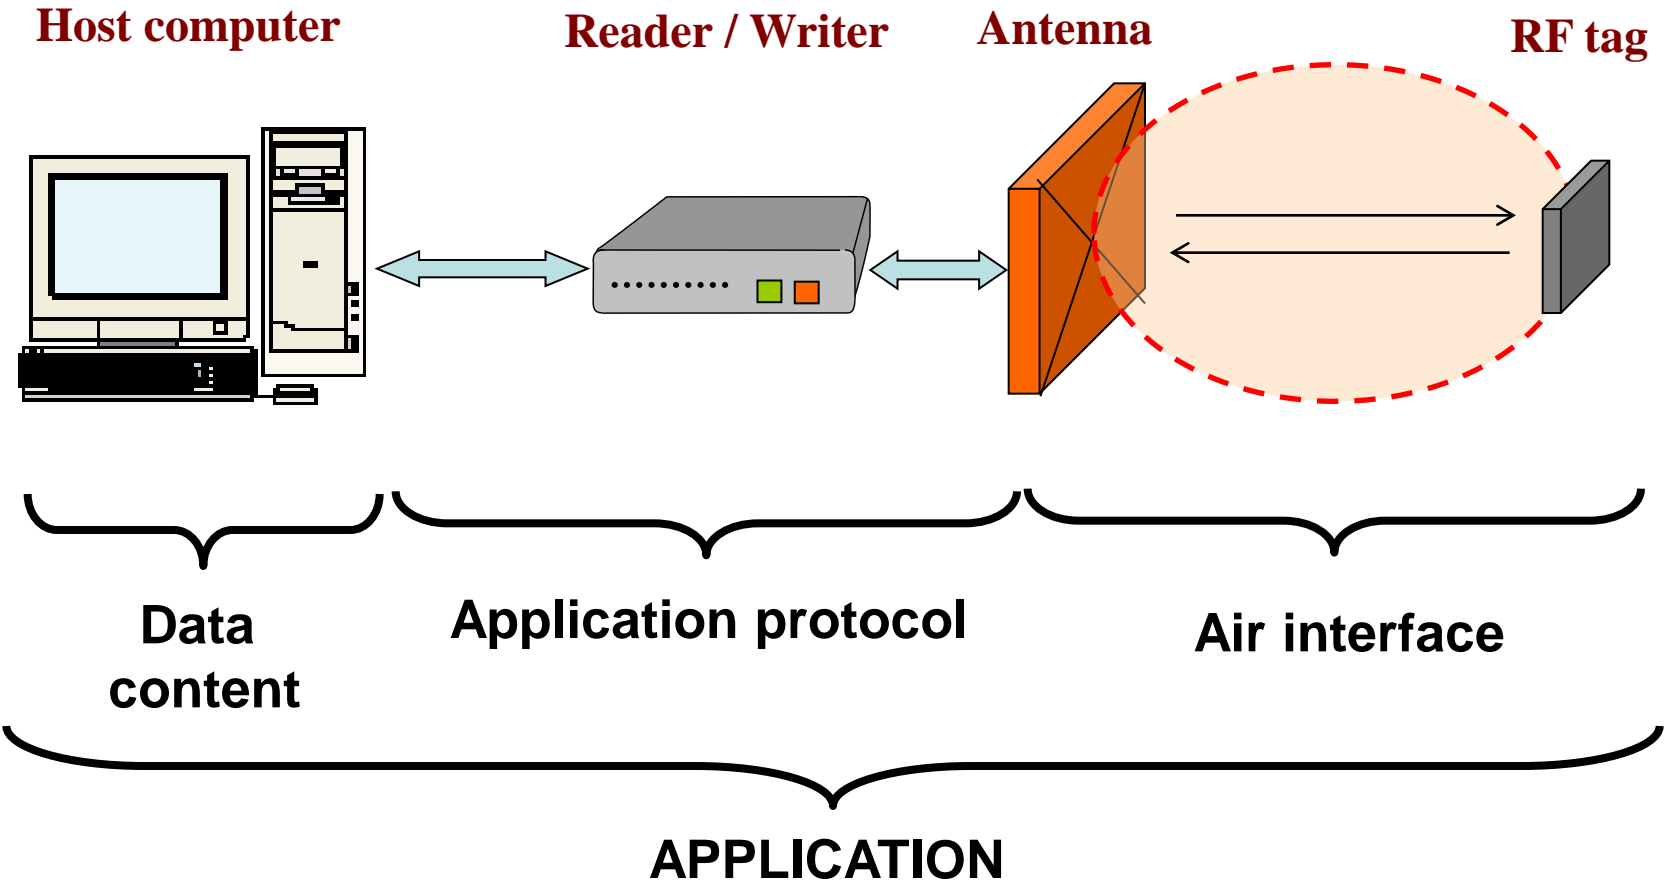 Host computer
Reader / Writer
Antenna
RF tag
Data
content
Application protocol
Air interface
APPLICATION